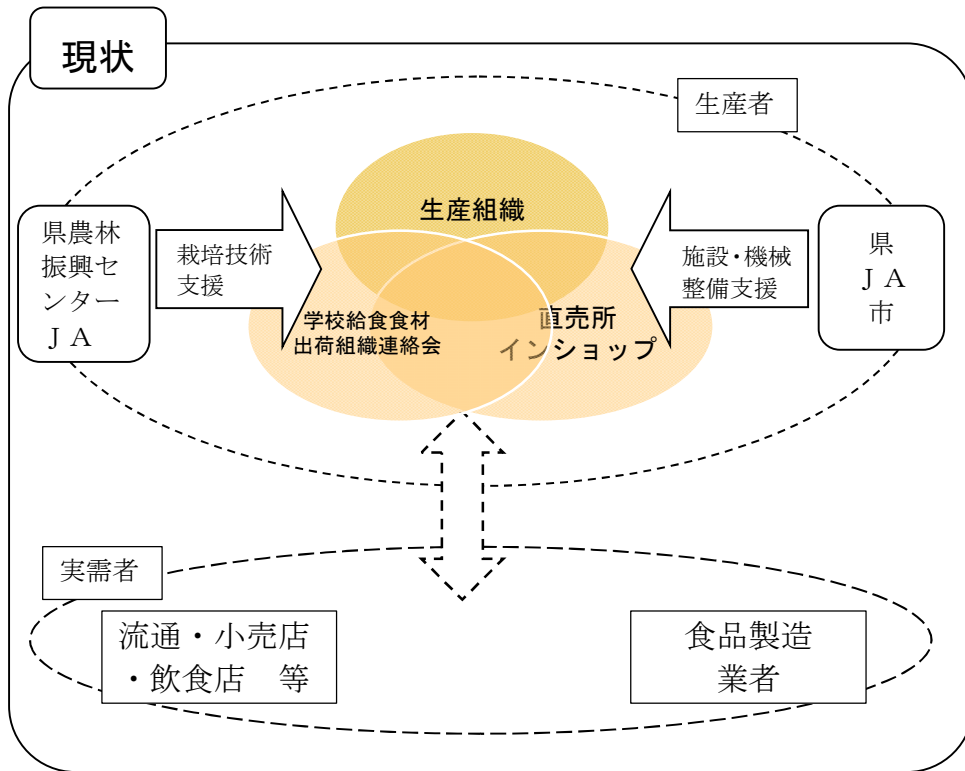 現状
生産者
生産組織
県農林
振興セ
ンター
ＪＡ
栽培技術
支援
施設・機械
整備支援
県
ＪＡ
市
学校給食食材
出荷組織連絡会
直売所
インショップ
実需者
流通・小売店
・飲食店　等
食品製造
業者